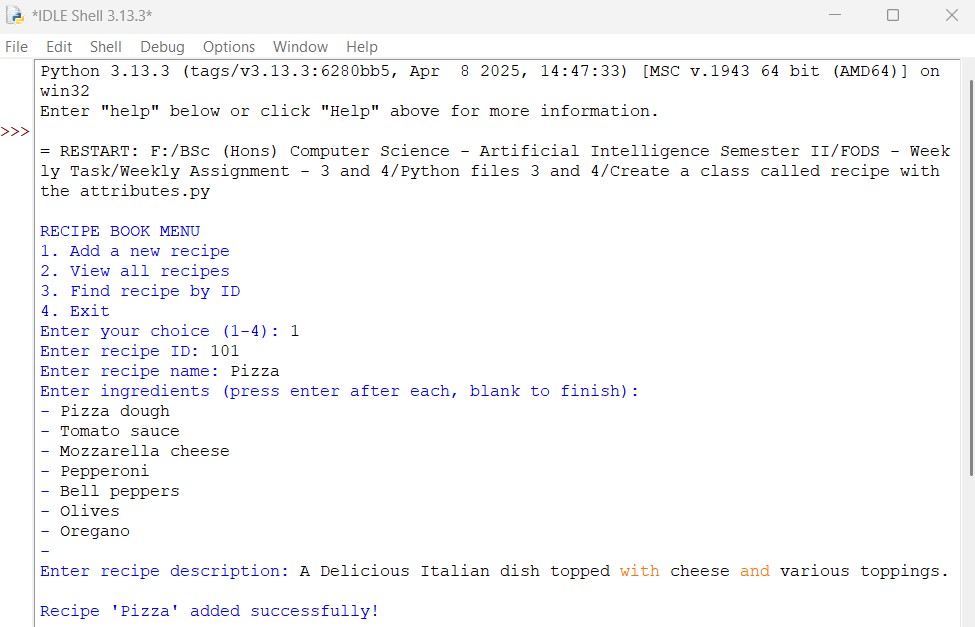 *IDLE Shell 3.13.3*
File Edit Shell Debug Options Window Help
Python 3.13.3 (tags/v3.13.3:6280bb5, Apr  8 2025, 14:47:33) [MSC v.1943 64 bit (AMD64)] on
win32
Enter "help" below or click "Help" above for more information.
>>>
= RESTART: F:/BSc (Hons) Computer Science - Artificial Intelligence Semester II/FODS - Week
ly Task/Weekly Assignment - 3 and 4/Python files 3 and 4/Create a class called recipe with
the attributes.py
RECIPE BOOK MENU
1. Add a new recipe
2. View all recipes
3. Find recipe by ID
4. Exit
Enter your choice (1-4): 1
Enter recipe ID: 101
Enter recipe name: Pizza
Enter ingredients (press enter after each, blank to finish):
- Pizza dough
- Tomato sauce
- Mozzarella cheese
- Pepperoni
- Bell peppers
- Olives
- Oregano
-
Enter recipe description: A Delicious Italian dish topped with cheese and various toppings.
Recipe 'Pizza' added successfully!